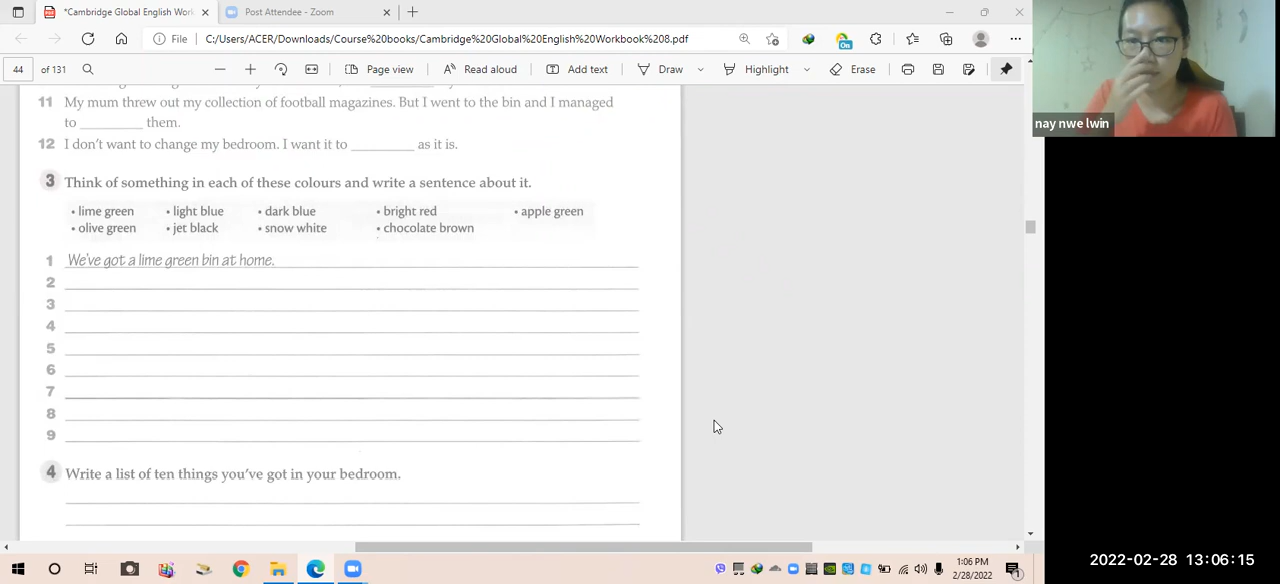 *Cambridge Global English Wor
Post Attendee - Zoom
File
C:/Users/ACER/Downloads/Course%20books/Cambridge%20Global%20English%20Workbook%208.pdf
On
44
of 131
Page view
Read aloud
Add text
Draw
Highlight
Erase
nay nwe lwin
11 My mum threw out my collection of football magazines. But I went to the bin and I managed
to ________ them.
12 I don't want to change my bedroom. I want it to ________ as it is.
3 Think of something in each of these colours and write a sentence about it.
• lime green • light blue • dark blue • bright red • apple green
• olive green • jet black • snow white • chocolate brown
1 We've got a lime green bin at home.
2
3
4
5
6
7
8
9
4 Write a list of ten things you've got in your bedroom.
1:06 PM
2/28/2022
1
2022-02-28 13:06:15